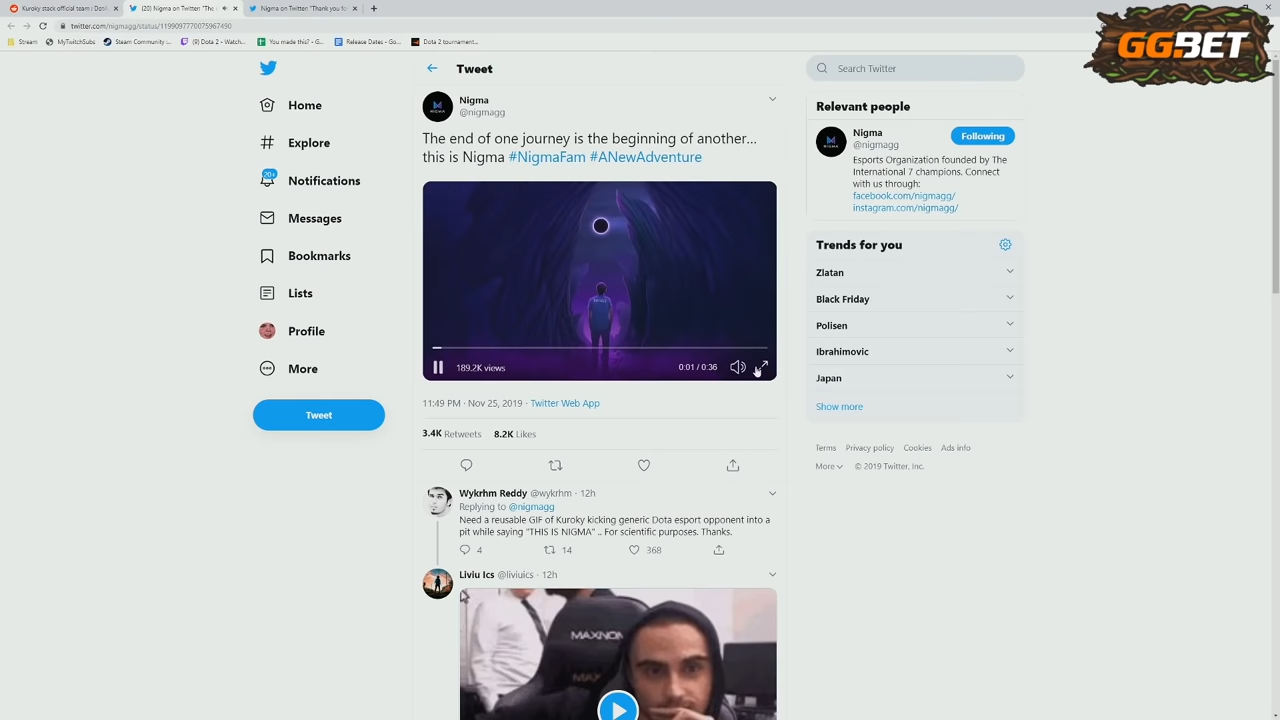 Kuroky stack official team : Dot
(20) Nigma on Twitter: "The
Nigma on Twitter: "Thank you fo
twitter.com/nigmagg/status/1199097770075967490
Stream
MyTwitchSubs
Steam Community :...
(9) Dota 2 - Watch...
You made this? - G...
Release Dates - Go...
Dota 2 tournament...
GG.BET
Tweet
Search Twitter
Home
Explore
20+
Notifications
Messages
Bookmarks
Lists
Profile
More
Tweet
Nigma
@nigmagg
The end of one journey is the beginning of another...
this is Nigma #NigmaFam #ANewAdventure
189.2K views
0:01 / 0:36
11:49 PM · Nov 25, 2019 · Twitter Web App
3.4K Retweets 8.2K Likes
Wykrhm Reddy @wykrhm · 12h
Replying to @nigmagg
Need a reusable GIF of Kuroky kicking generic Dota esport opponent into a
pit while saying "THIS IS NIGMA" .. For scientific purposes. Thanks.
4 14 368
Liviu Ics @liviuics · 12h
MAXNOM
Relevant people
Nigma
@nigmagg
Following
Esports Organization founded by The
International 7 champions. Connect
with us through:
facebook.com/nigmagg/
instagram.com/nigmagg/
Trends for you
Zlatan
Black Friday
Polisen
Ibrahimovic
Japan
Show more
Terms Privacy policy Cookies Ads info
More © 2019 Twitter, Inc.